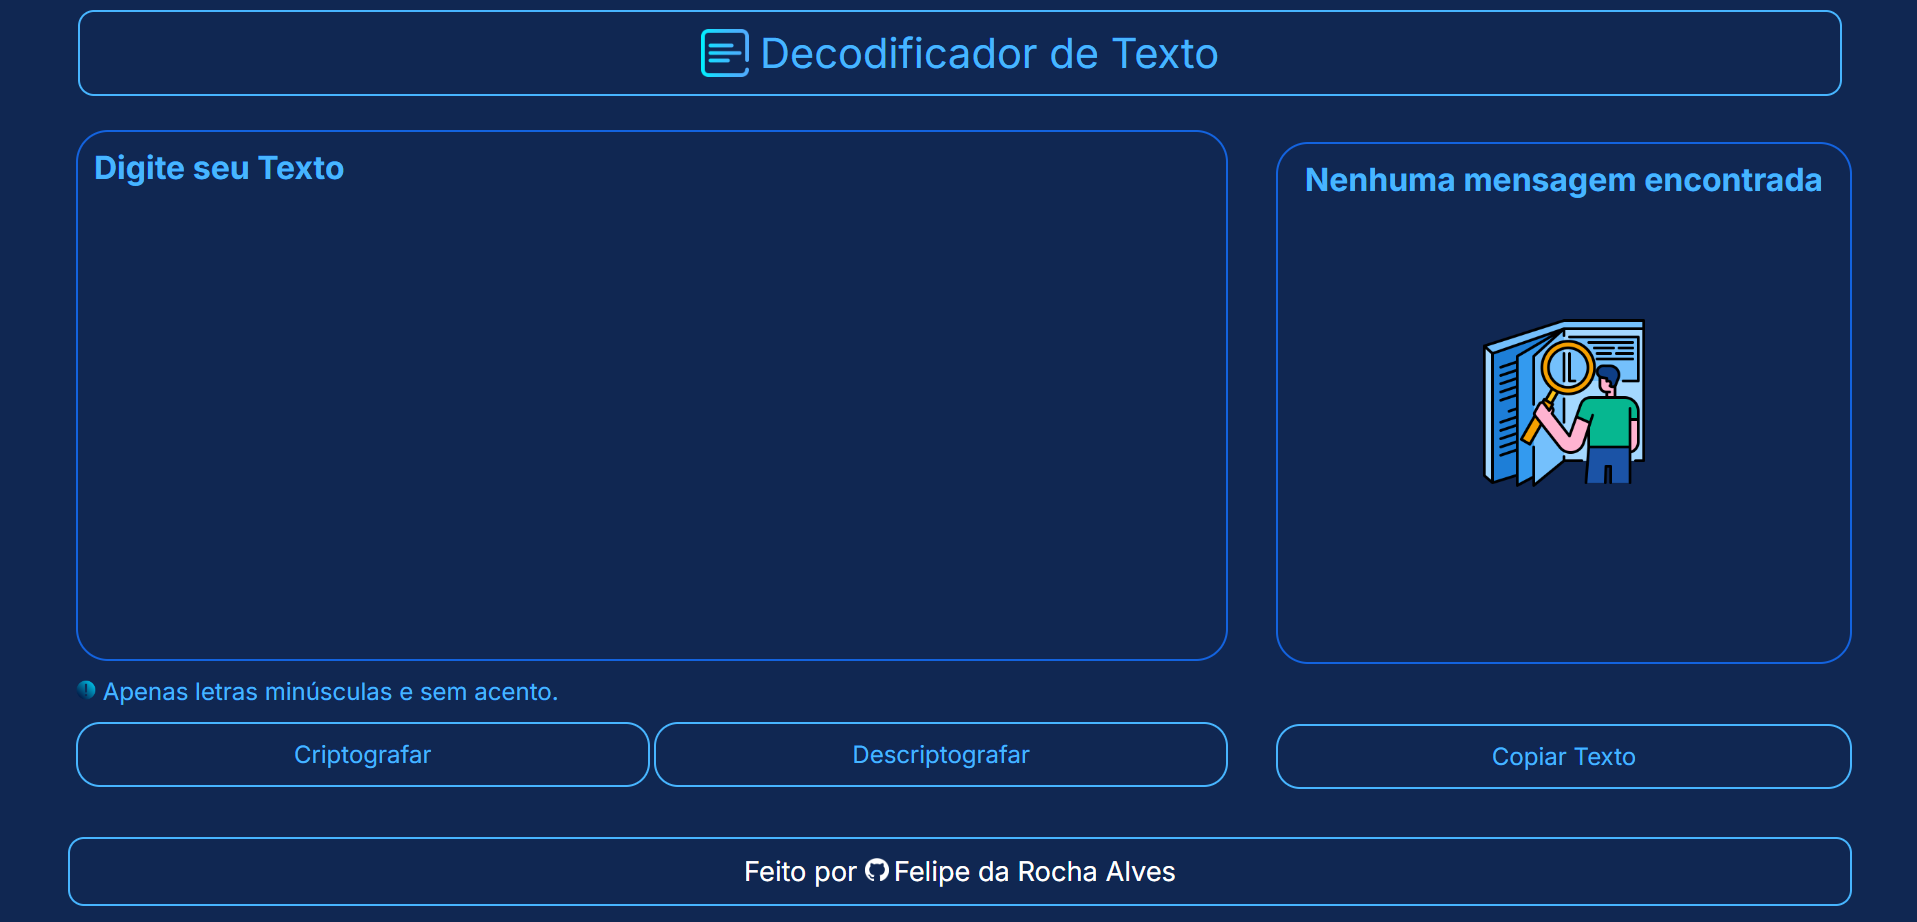 Decodificador de Texto
Digite seu Texto
Nenhuma mensagem encontrada
Apenas letras minúsculas e sem acento.
Criptografar
Descriptografar
Copiar Texto
Feito por Felipe da Rocha Alves